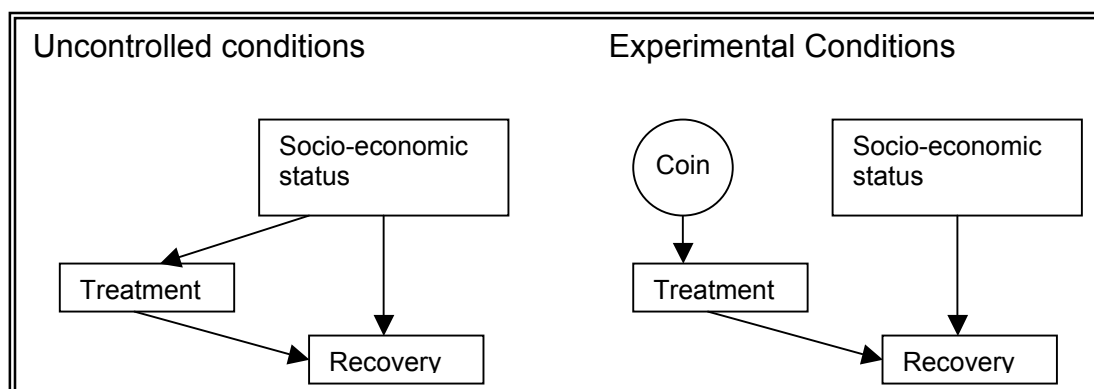 Uncontrolled conditions
Experimental Conditions
Socio-economic
status
Treatment
Recovery
Coin
Socio-economic
status
Treatment
Recovery